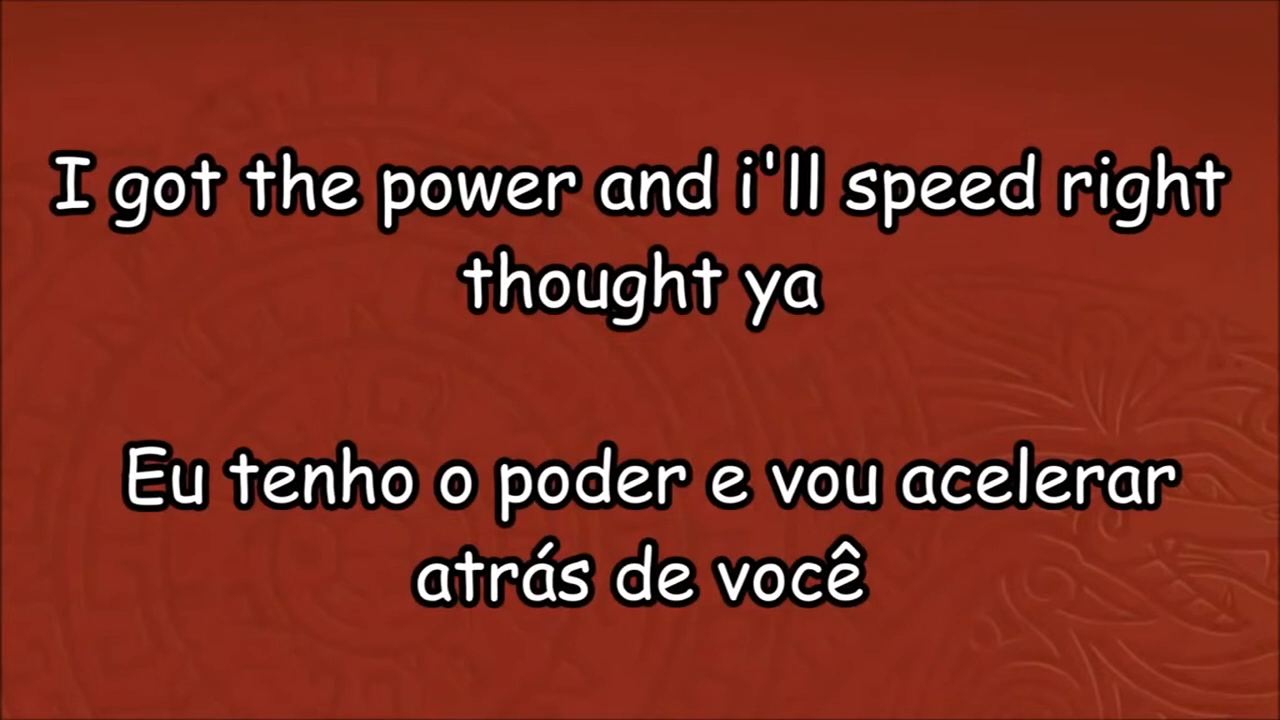 I got the power and i'll speed right
thought ya
Eu tenho o poder e vou acelerar
atrás de você